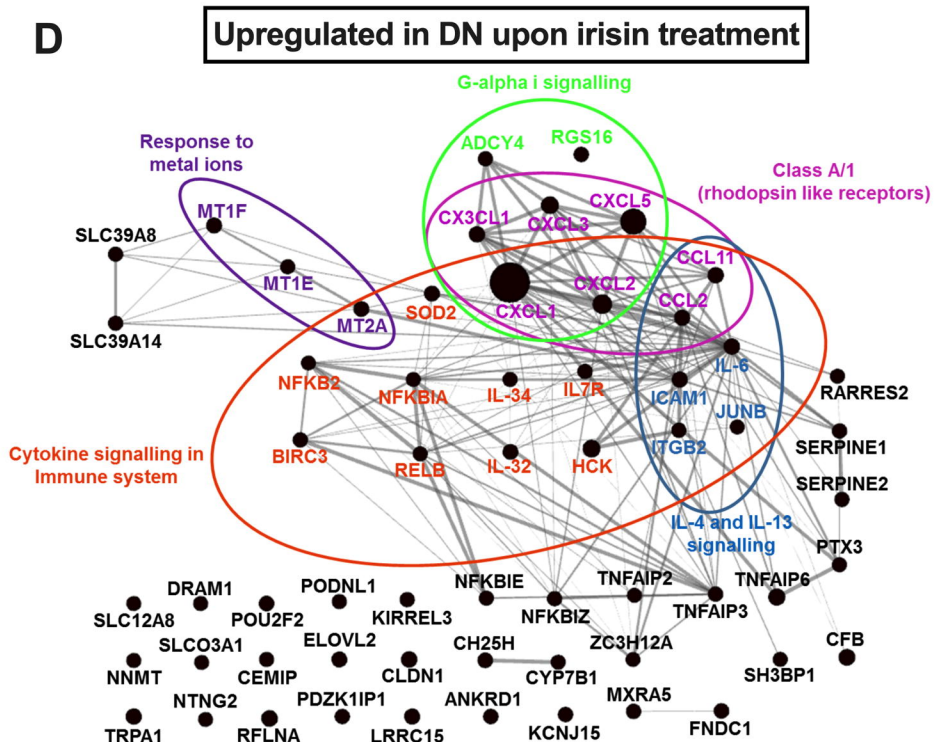 D
Upregulated in DN upon irisin treatment
G-alpha i signalling
Response to
metal ions
ADCY4
RGS16
Class A/1
(rhodopsin like receptors)
MT1F
CX3CL1
CXCL3
CXCL5
SLC39A8
MT1E
CCL11
CXCL2
CXCL1
CCL2
SOD2
MT2A
SLC39A14
NFKB2
NFKBIA
IL-34
IL7R
IL-6
ICAM1
JUNB
RARRES2
Cytokine signalling in
Immune system
BIRC3
RELB
IL-32
HCK
ITGB2
SERPINE1
SERPINE2
IL-4 and IL-13
signalling
PTX3
NFKBIE
NFKBIZ
TNFAIP2
TNFAIP3
TNFAIP6
SLC12A8
DRAM1
POU2F2
PODNL1
KIRREL3
CH25H
CYP7B1
ZC3H12A
SH3BP1
CFB
NNMT
SLCO3A1
CEMIP
ELOVL2
CLDN1
ANKRD1
KCNJ15
MXRA5
FNDC1
TRPA1
NTNG2
RFLNA
PDZK1IP1
LRRC15